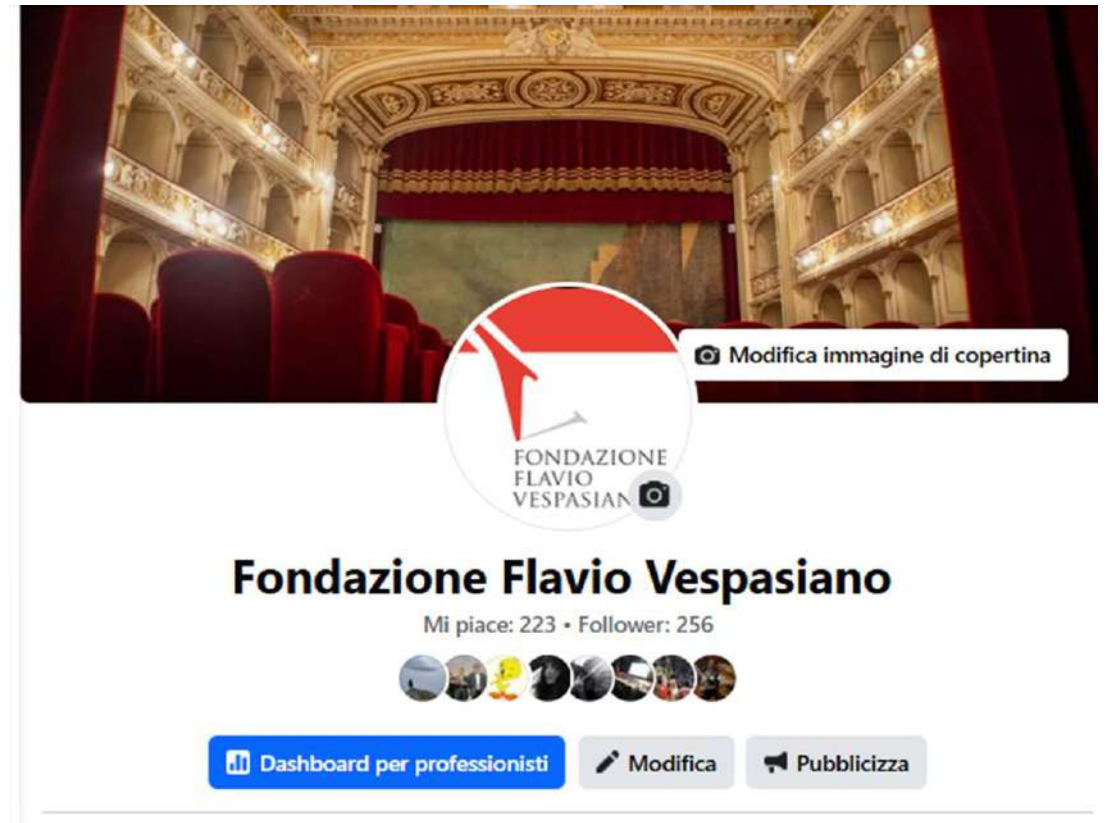 Modifica immagine di copertina
FONDAZIONE
FLAVIO
VESPASIAN
Fondazione Flavio Vespasiano
Mi piace: 223 • Follower: 256
Dashboard per professionisti
Modifica
Pubblicizza